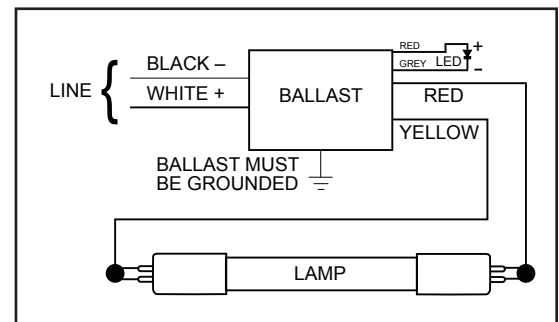 LINE
BLACK –
WHITE +
BALLAST
RED
GREY
LED
+
-
RED
YELLOW
BALLAST MUST
BE GROUNDED
LAMP